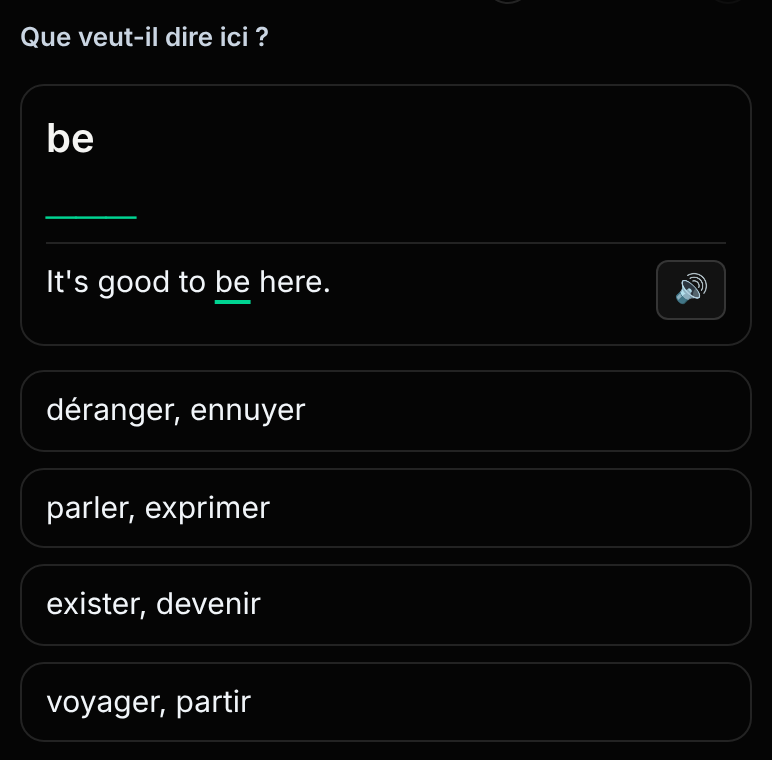 Que veut-il dire ici ?
be
It's good to be here.
déranger, ennuyer
parler, exprimer
exister, devenir
voyager, partir